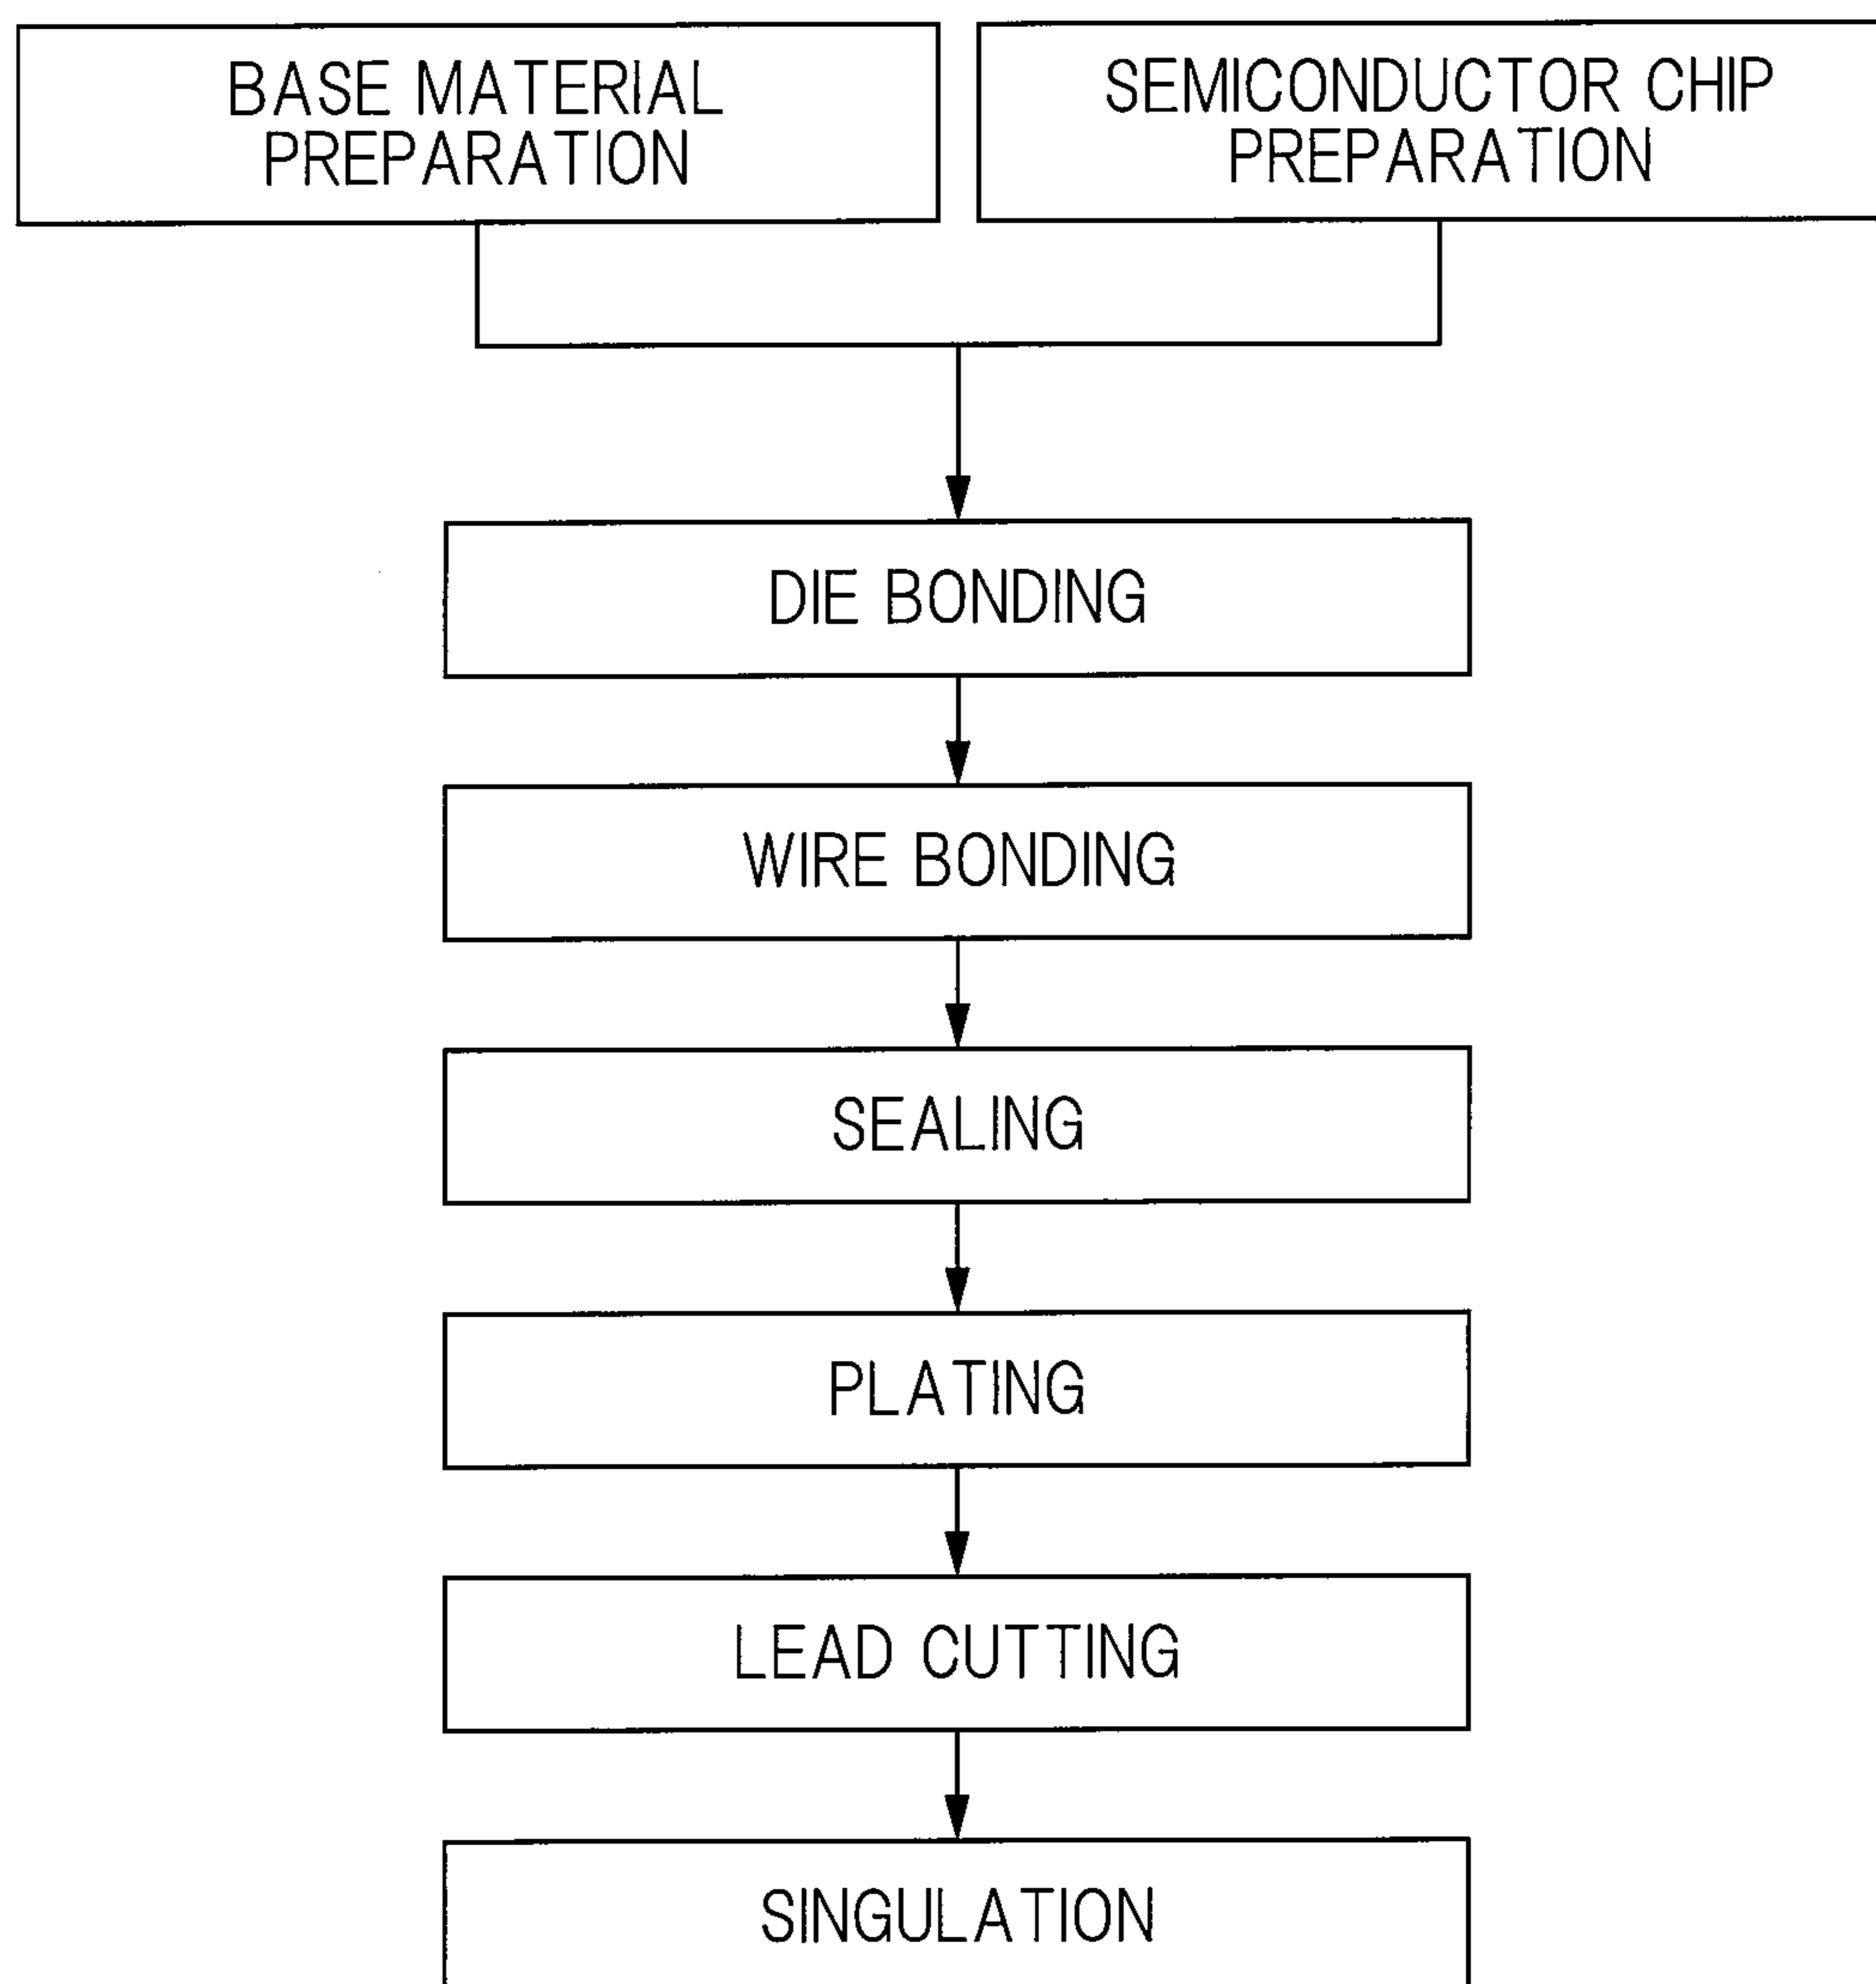 BASE MATERIAL
PREPARATION
SEMICONDUCTOR CHIP
PREPARATION
DIE BONDING
WIRE BONDING
SEALING
PLATING
LEAD CUTTING
SINGULATION